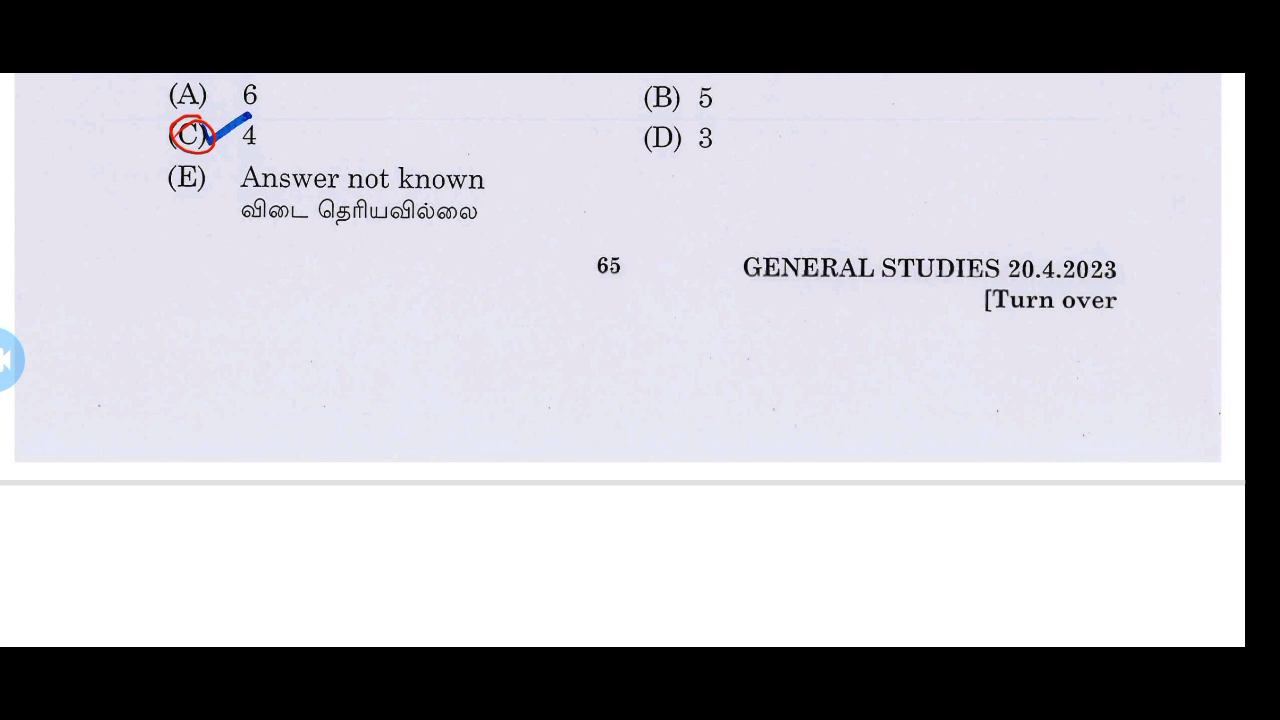 (A) 6 (B) 5
(C) 4 (D) 3
(E) Answer not known
விடை தெரியவில்லை
65 GENERAL STUDIES 20.4.2023
[Turn over